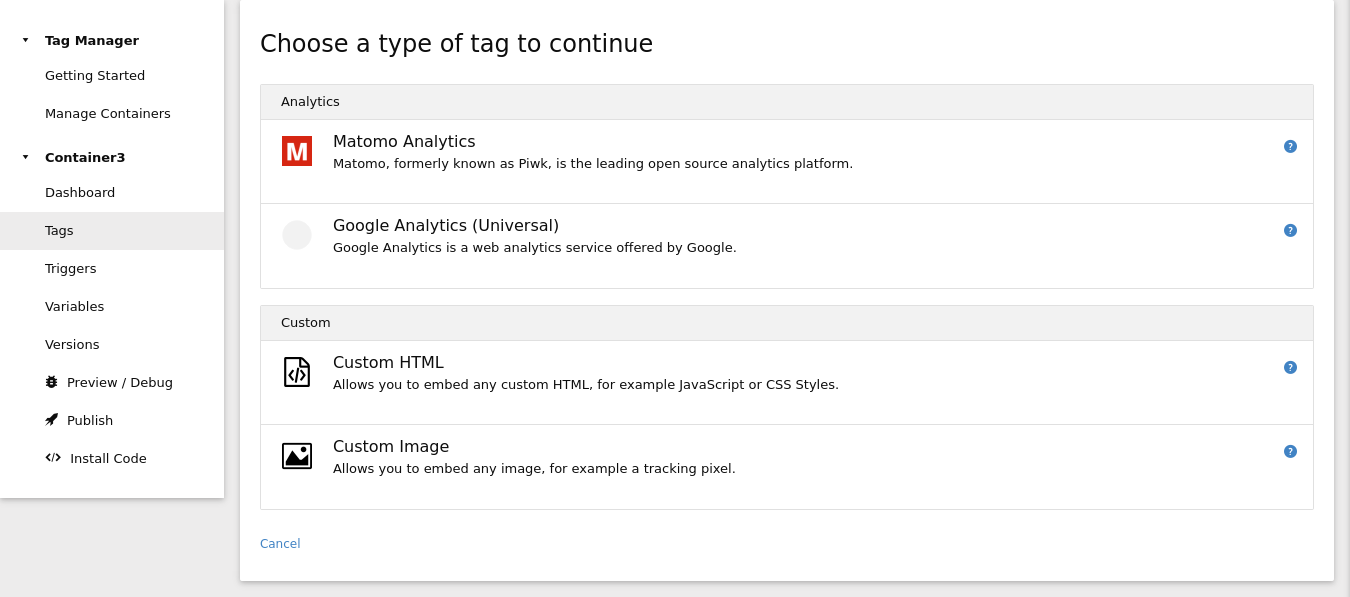 Tag Manager
Getting Started
Manage Containers
Container3
Dashboard
Tags
Triggers
Variables
Versions
Preview / Debug
Publish
Install Code
Choose a type of tag to continue
Analytics
M
Matomo Analytics
Matomo, formerly known as Piwk, is the leading open source analytics platform.
?
Google Analytics (Universal)
Google Analytics is a web analytics service offered by Google.
?
Custom
Custom HTML
Allows you to embed any custom HTML, for example JavaScript or CSS Styles.
?
Custom Image
Allows you to embed any image, for example a tracking pixel.
?
Cancel